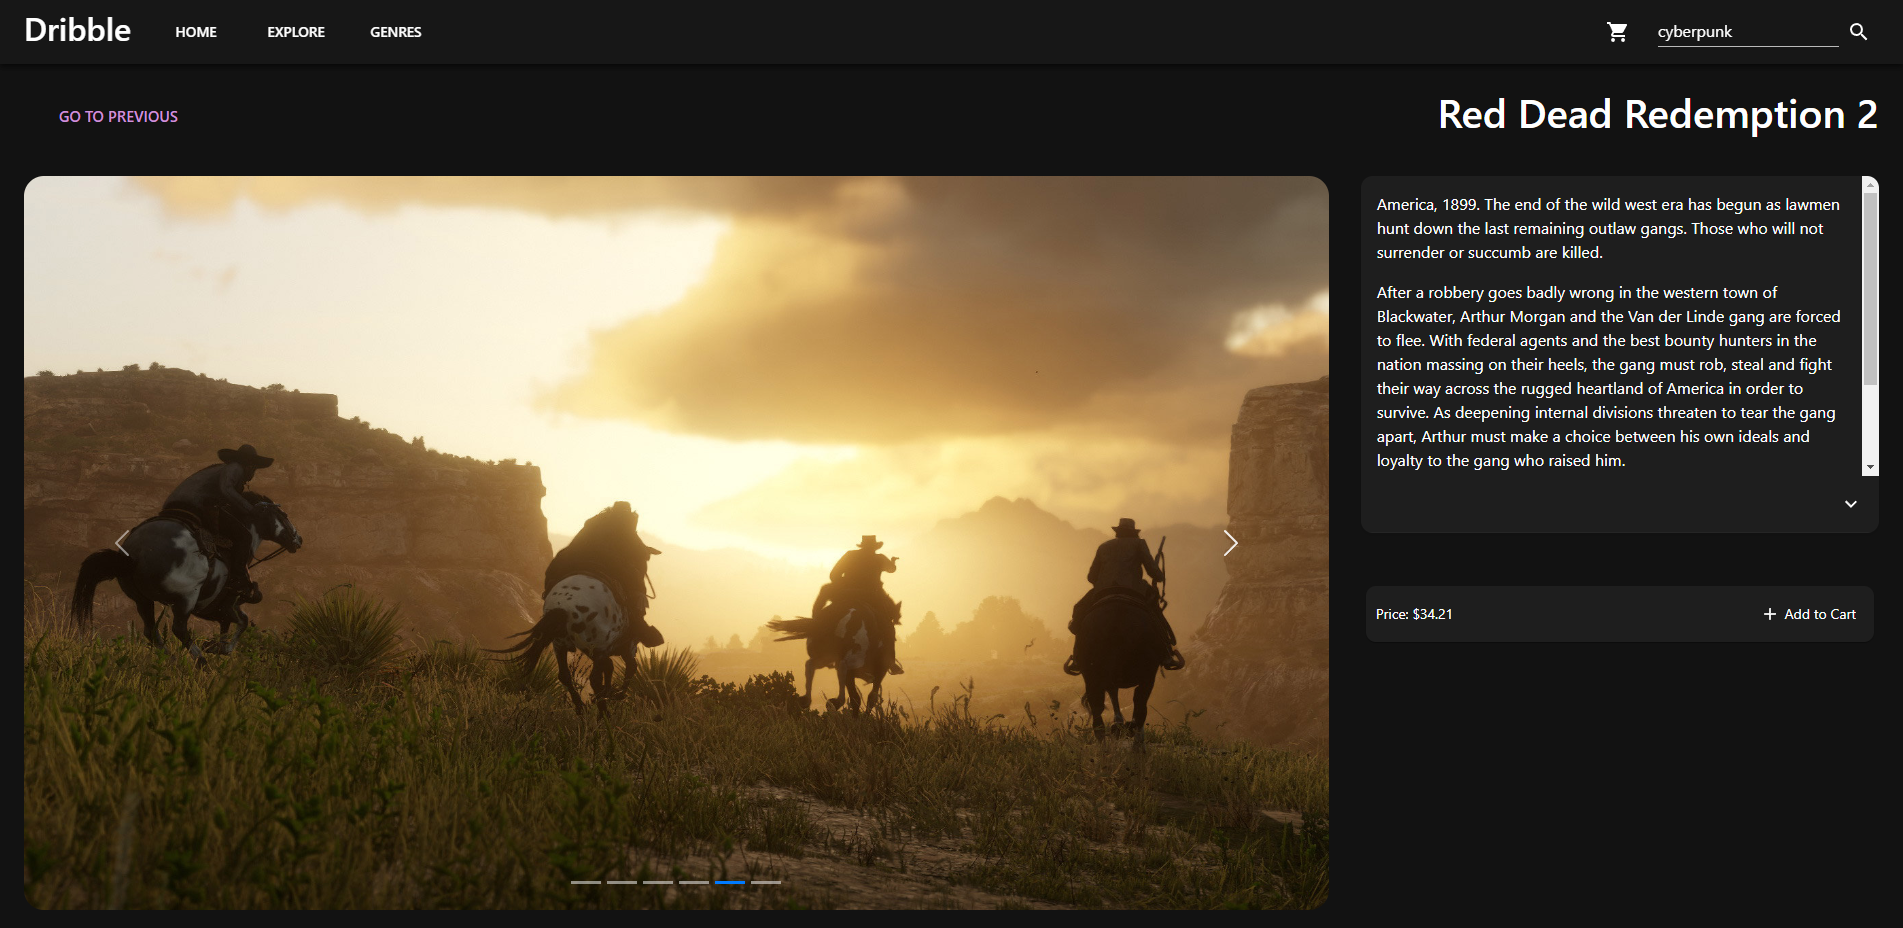 Dribble
HOME
EXPLORE
GENRES
cyberpunk
GO TO PREVIOUS
Red Dead Redemption 2
America, 1899. The end of the wild west era has begun as lawmen
hunt down the last remaining outlaw gangs. Those who will not
surrender or succumb are killed.
After a robbery goes badly wrong in the western town of
Blackwater, Arthur Morgan and the Van der Linde gang are forced
to flee. With federal agents and the best bounty hunters in the
nation massing on their heels, the gang must rob, steal and fight
their way across the rugged heartland of America in order to
survive. As deepening internal divisions threaten to tear the gang
apart, Arthur must make a choice between his own ideals and
loyalty to the gang who raised him.
Price: $34.21
Add to Cart